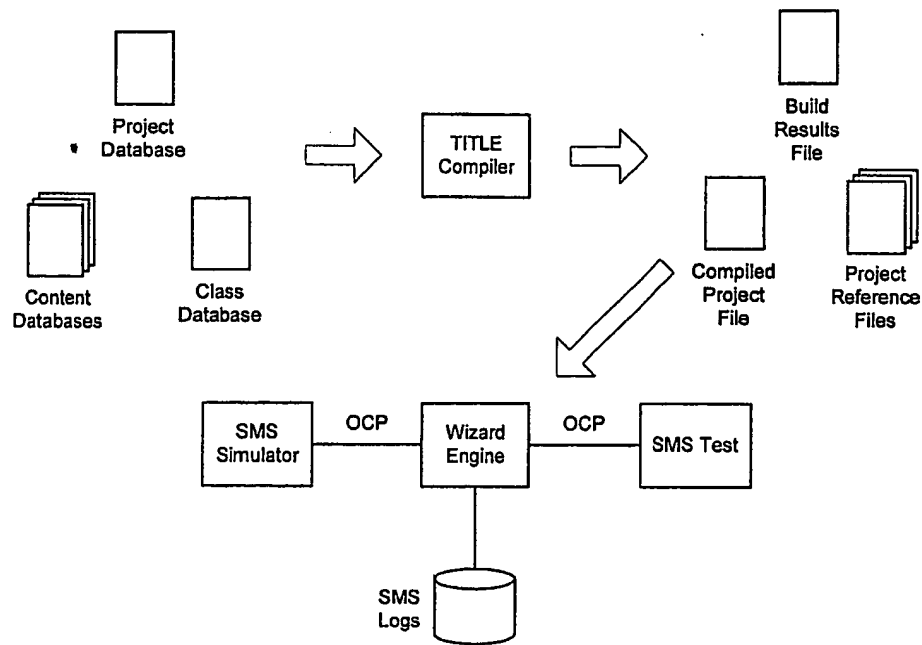 Project
Database
TITLE
Compiler
Build
Results
File
Content
Databases
Class
Database
Compiled
Project
File
Project
Reference
Files
SMS
Simulator
OCP
Wizard
Engine
OCP
SMS Test
SMS
Logs